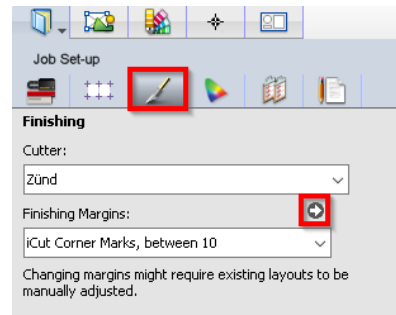 Job Set-up
Finishing
Cutter:
Zünd
Finishing Margins:
iCut Corner Marks, between 10
Changing margins might require existing layouts to be
manually adjusted.